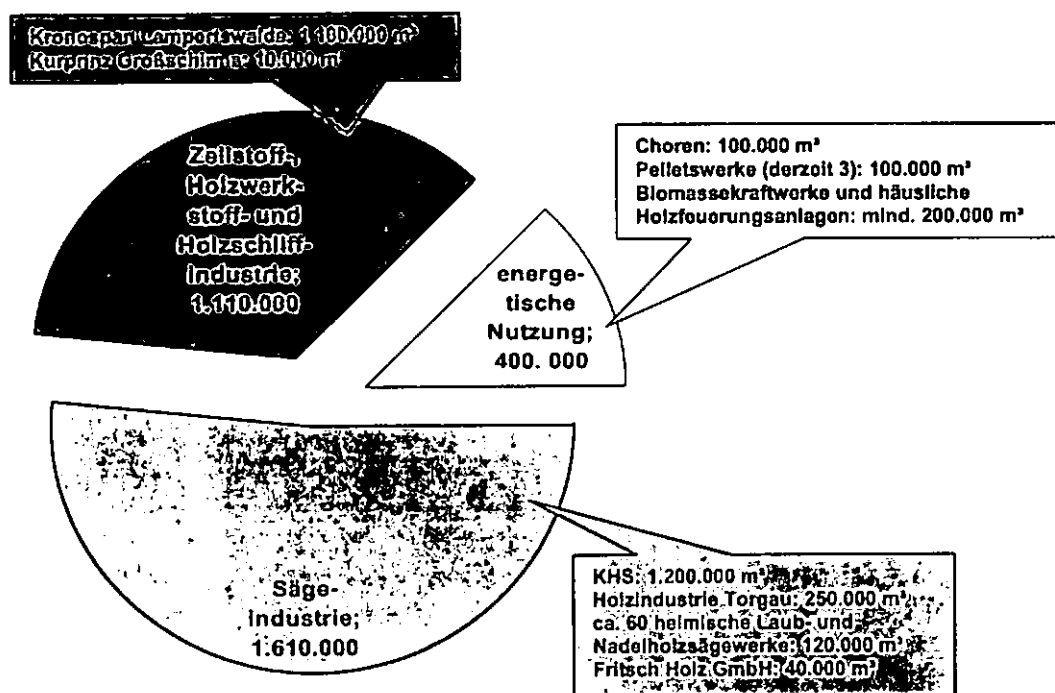 Kronospan Lampertswalde: 1.100.000 m³
Kurprinz Großschirma: 10.000 m³
Zellstoff-,
Holzwerk-
stoff- und
Holzschliff-
industrie;
1.110.000
Choren: 100.000 m³
Pelletswerke (derzeit 3): 100.000 m³
Biomassekraftwerke und häusliche
Holzfeuerungsanlagen: mind. 200.000 m³
energe-
tische
Nutzung;
400. 000
Säge-
industrie;
1.610.000
KHS: 1.200.000 m³
Holzindustrie Torgau: 250.000 m³
ca. 60 heimische Laub- und
Nadelholzsägewerke: 120.000 m³
Fritsch Holz GmbH: 40.000 m³